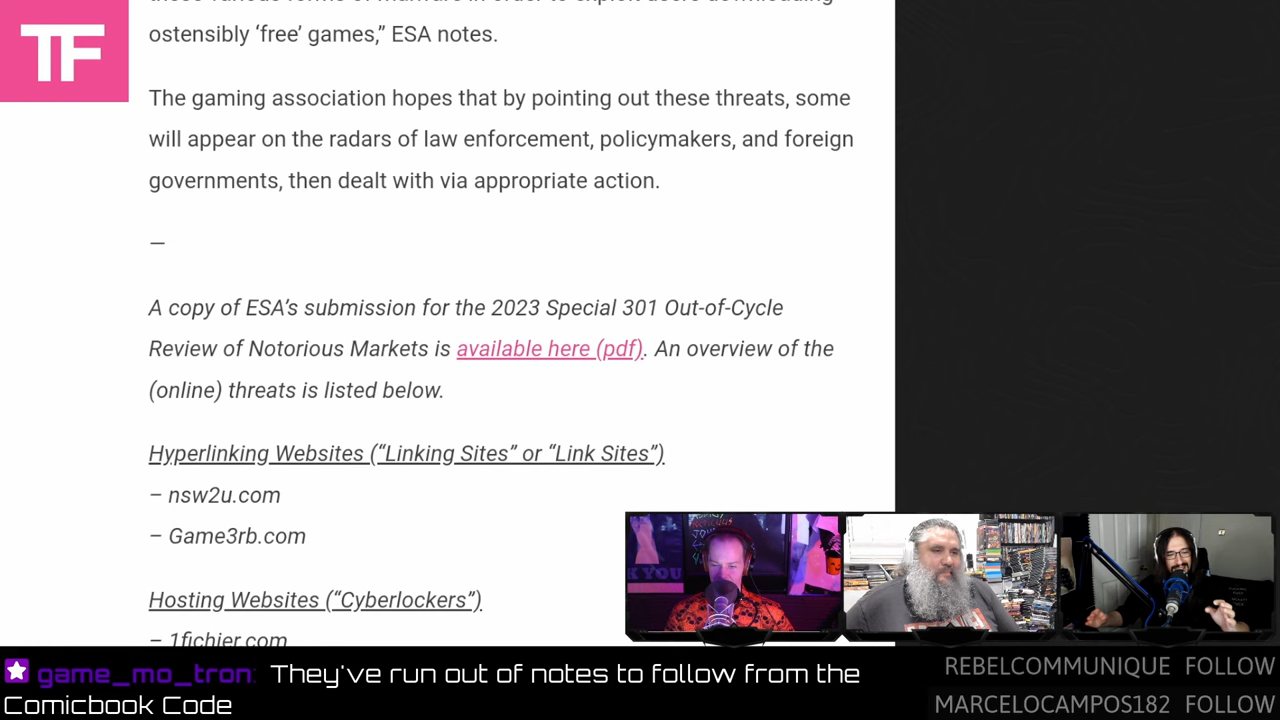 TF
ostensibly ‘free’ games,” ESA notes.
The gaming association hopes that by pointing out these threats, some
will appear on the radars of law enforcement, policymakers, and foreign
governments, then dealt with via appropriate action.
—
A copy of ESA’s submission for the 2023 Special 301 Out-of-Cycle
Review of Notorious Markets is available here (pdf). An overview of the
(online) threats is listed below.
Hyperlinking Websites (“Linking Sites” or “Link Sites”)
– nsw2u.com
– Game3rb.com
Hosting Websites (“Cyberlockers”)
– 1fichier.com
game_mo_tron: They've run out of notes to follow from the
Comicbook Code
REBELCOMMUNIQUE FOLLOW
MARCELOCAMPOS182 FOLLOW